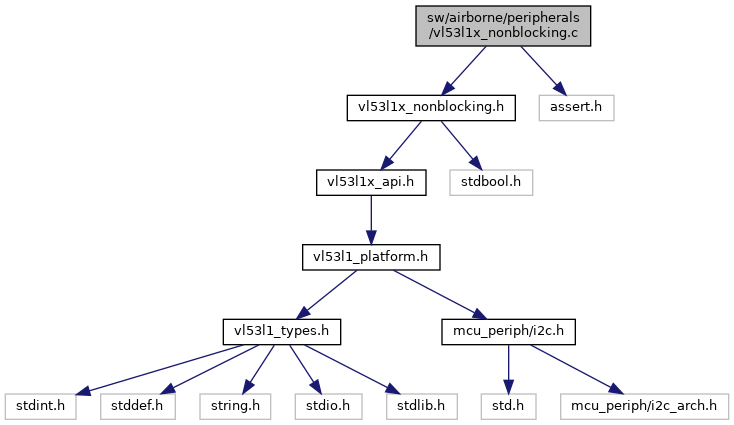 sw/airborne/peripherals
/vl53l1x_nonblocking.c
vl53l1x_nonblocking.h
assert.h
vl53l1x_api.h
stdbool.h
vl53l1_platform.h
vl53l1_types.h
mcu_periph/i2c.h
stdint.h
stddef.h
string.h
stdio.h
stdlib.h
std.h
mcu_periph/i2c_arch.h